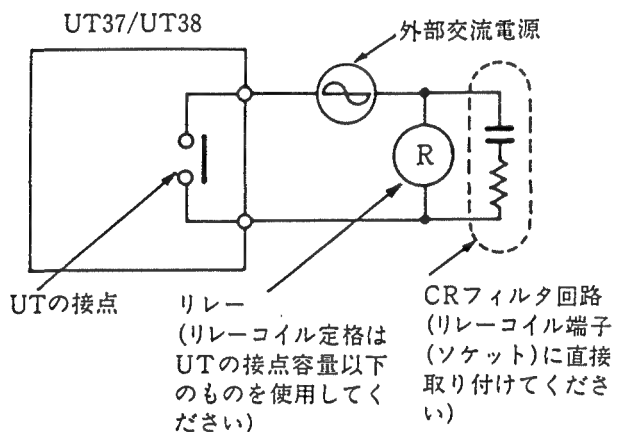 UT37/UT38
外部交流電源
R
UTの接点
リレー
(リレーコイル定格は
UTの接点容量以下
のものを使用してく
ださい)
CRフィルタ回路
(リレーコイル端子
(ソケット)に直接
取り付けてくださ
い)